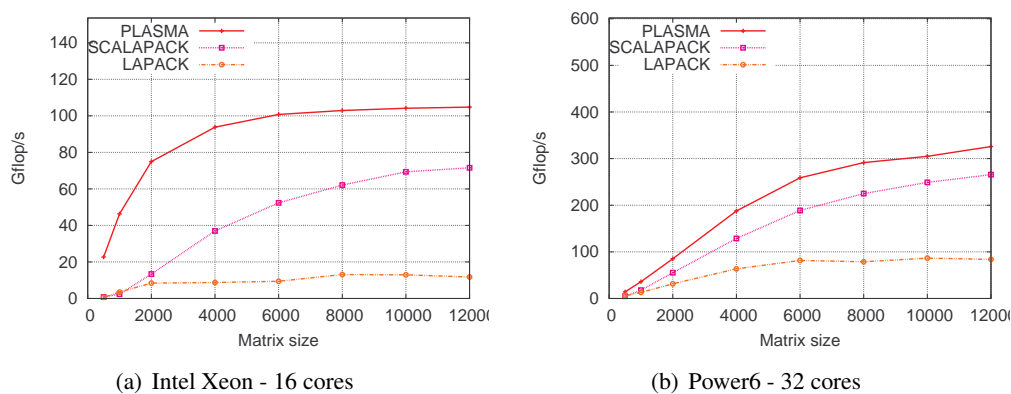 PLASMA
SCALAPACK
LAPACK
140
120
100
80
60
40
20
0
Gflop/s
0 2000 4000 6000 8000 10000 12000
Matrix size
(a) Intel Xeon - 16 cores
PLASMA
SCALAPACK
LAPACK
600
500
400
300
200
100
0
Gflop/s
0 2000 4000 6000 8000 10000 12000
Matrix size
(b) Power6 - 32 cores